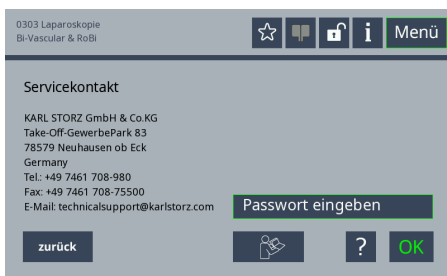 0303 Laparoskopie
Bi-Vascular & RoBi
i
Menü
Servicekontakt
KARL STORZ GmbH & Co.KG
Take-Off-GewerbePark 83
78579 Neuhausen ob Eck
Germany
Tel.: +49 7461 708-980
Fax: +49 7461 708-75500
E-Mail: technicalsupport@karlstorz.com
Passwort eingeben
zurück
?
OK